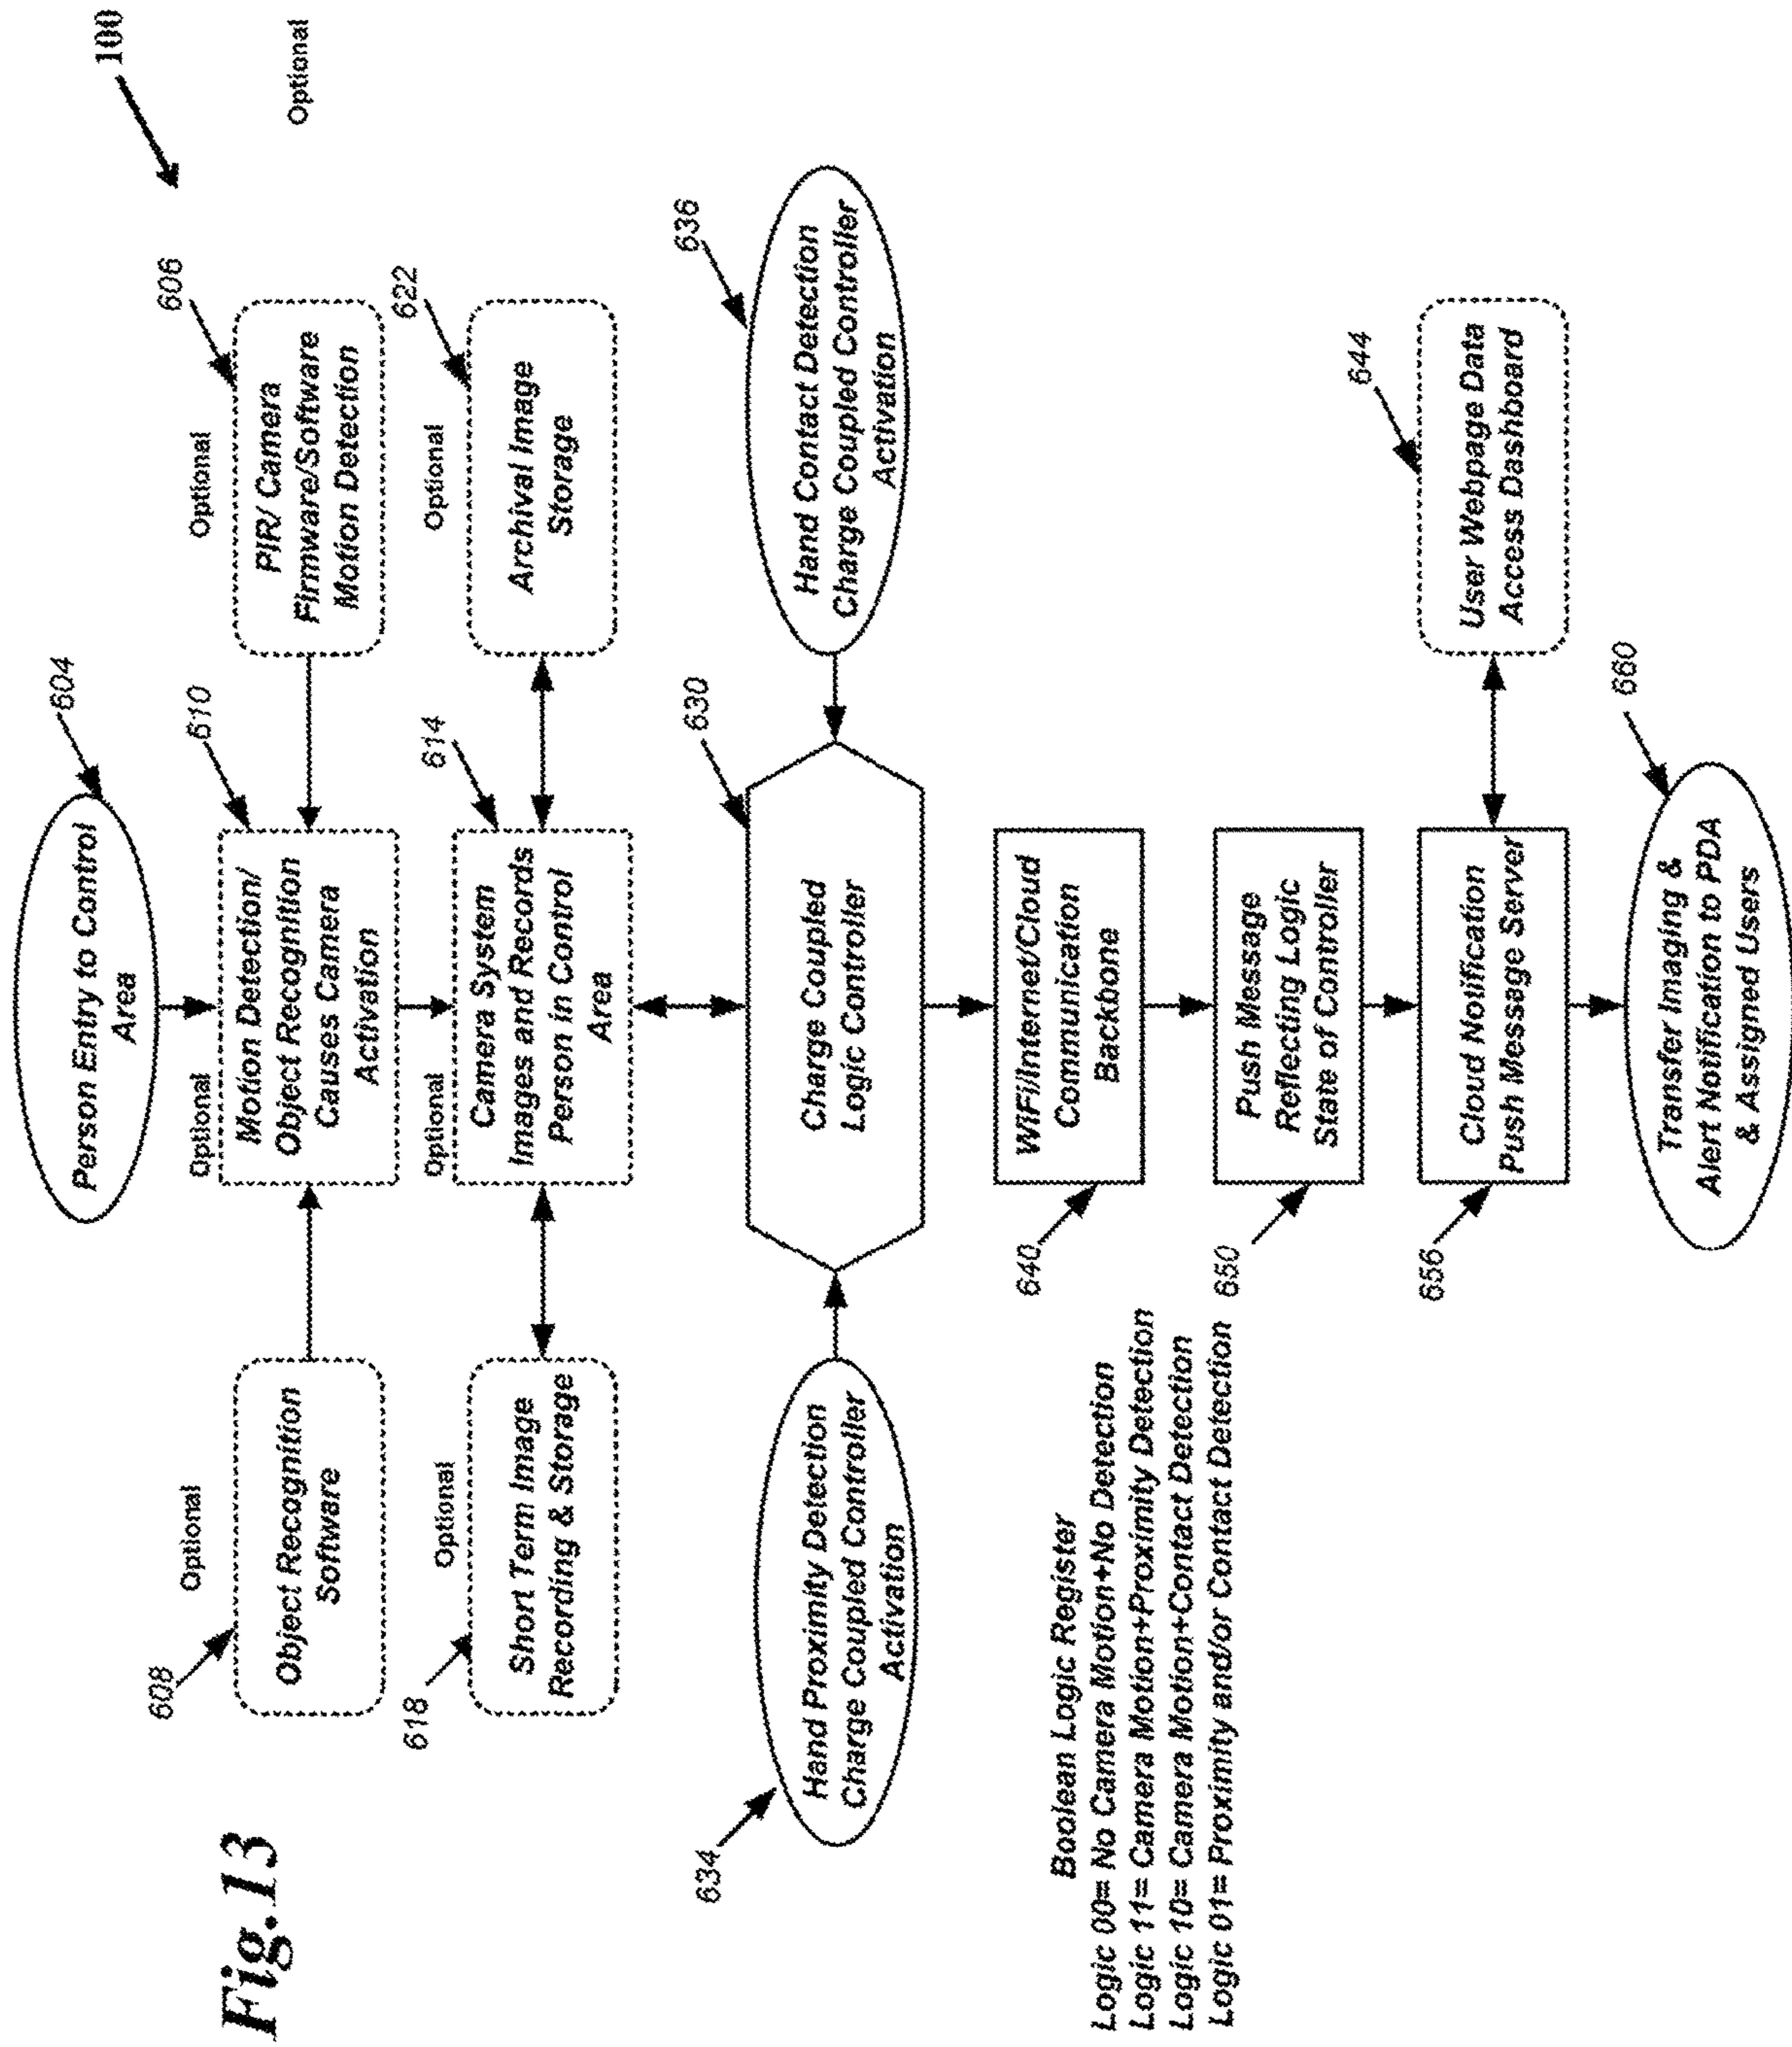 Fig.13
100
Optional
604
Person Entry to Control
Area
Optional
608
Object Recognition
Software
Optional
610
Motion Detection/
Object Recognition
Causes Camera
Activation
Optional
606
PIR/ Camera
Firmware/Software
Motion Detection
Optional
618
Short Term Image
Recording & Storage
Optional
614
Camera System
Images and Records
Person in Control
Area
Optional
622
Archival Image
Storage
634
Hand Proximity Detection
Charge Coupled Controller
Activation
630
Charge Coupled
Logic Controller
636
Hand Contact Detection
Charge Coupled Controller
Activation
Boolean Logic Register
Logic 00= No Camera Motion+No Detection
Logic 11= Camera Motion+Proximity Detection
Logic 10= Camera Motion+Contact Detection
Logic 01= Proximity and/or Contact Detection
640
WiFi/Internet/Cloud
Communication
Backbone
650
Push Message
Reflecting Logic
State of Controller
656
Cloud Notification
Push Message Server
644
User Webpage Data
Access Dashboard
660
Transfer Imaging &
Alert Notification to PDA
& Assigned Users